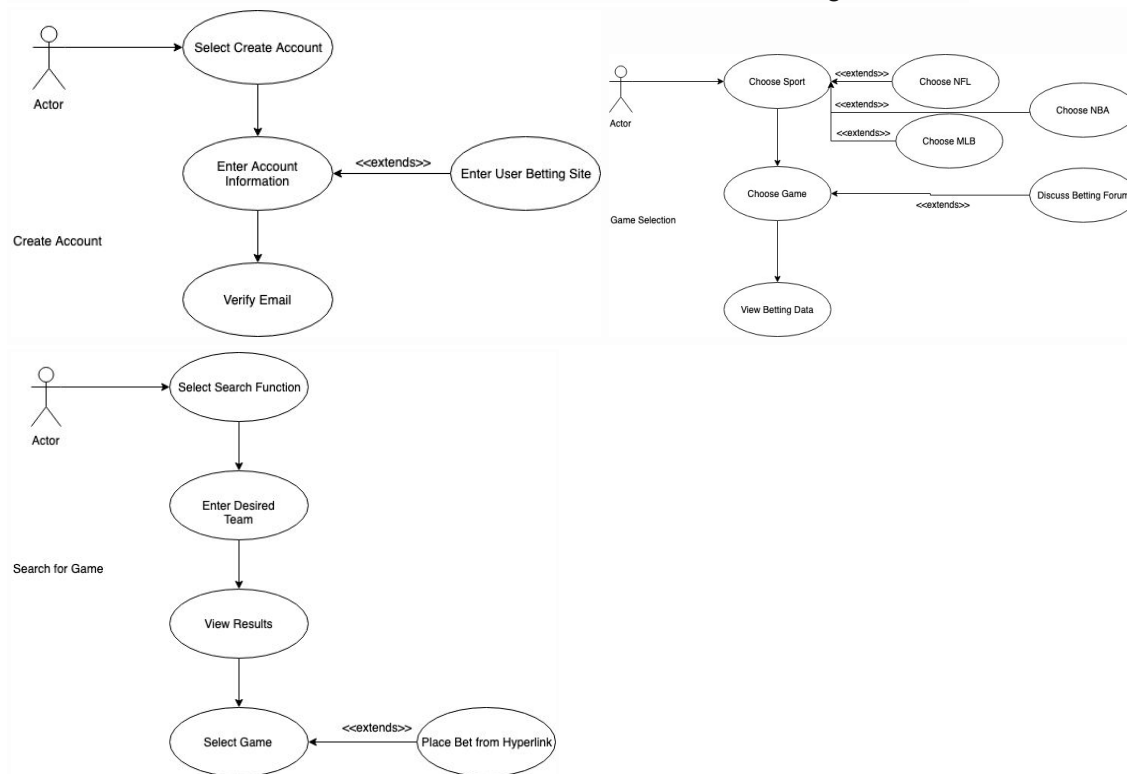 Select Create Account
Actor
Enter Account
Information
<<extends>>
Enter User Betting Site
Create Account
Verify Email
Choose Sport
<<extends>>
Choose NFL
Actor
<<extends>>
Choose NBA
<<extends>>
Choose MLB
Choose Game
Discuss Betting Forum
<<extends>>
Game Selection
View Betting Data
Select Search Function
Actor
Enter Desired
Team
Search for Game
View Results
<<extends>>
Select Game
Place Bet from Hyperlink